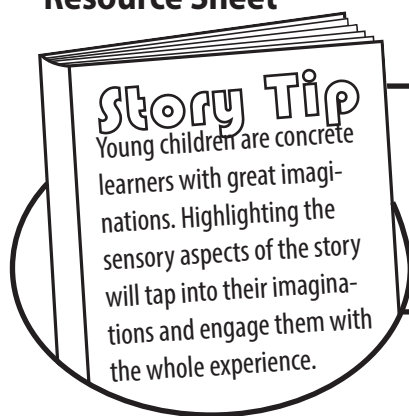 Resource Sheet
Story Tip
Young children are concrete
learners with great imagi-
nations. Highlighting the
sensory aspects of the story
will tap into their imagina-
tions and engage them with
the whole experience.